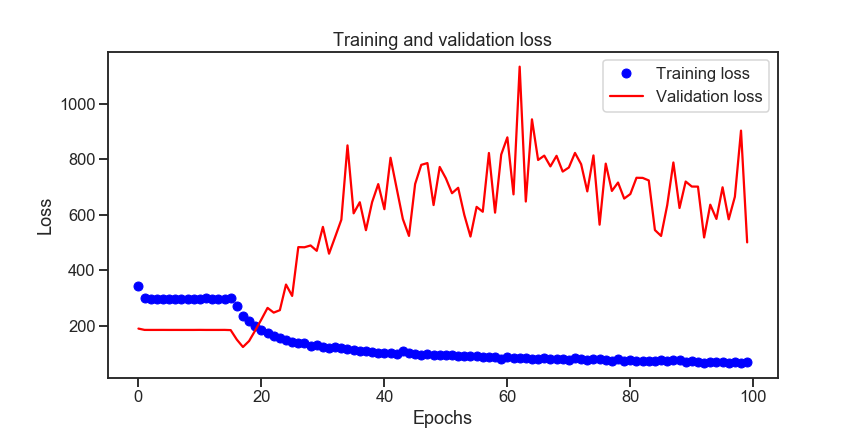 Training and validation loss
Training loss
Validation loss
Loss
1000
800
600
400
200
0 20 40 60 80 100
Epochs